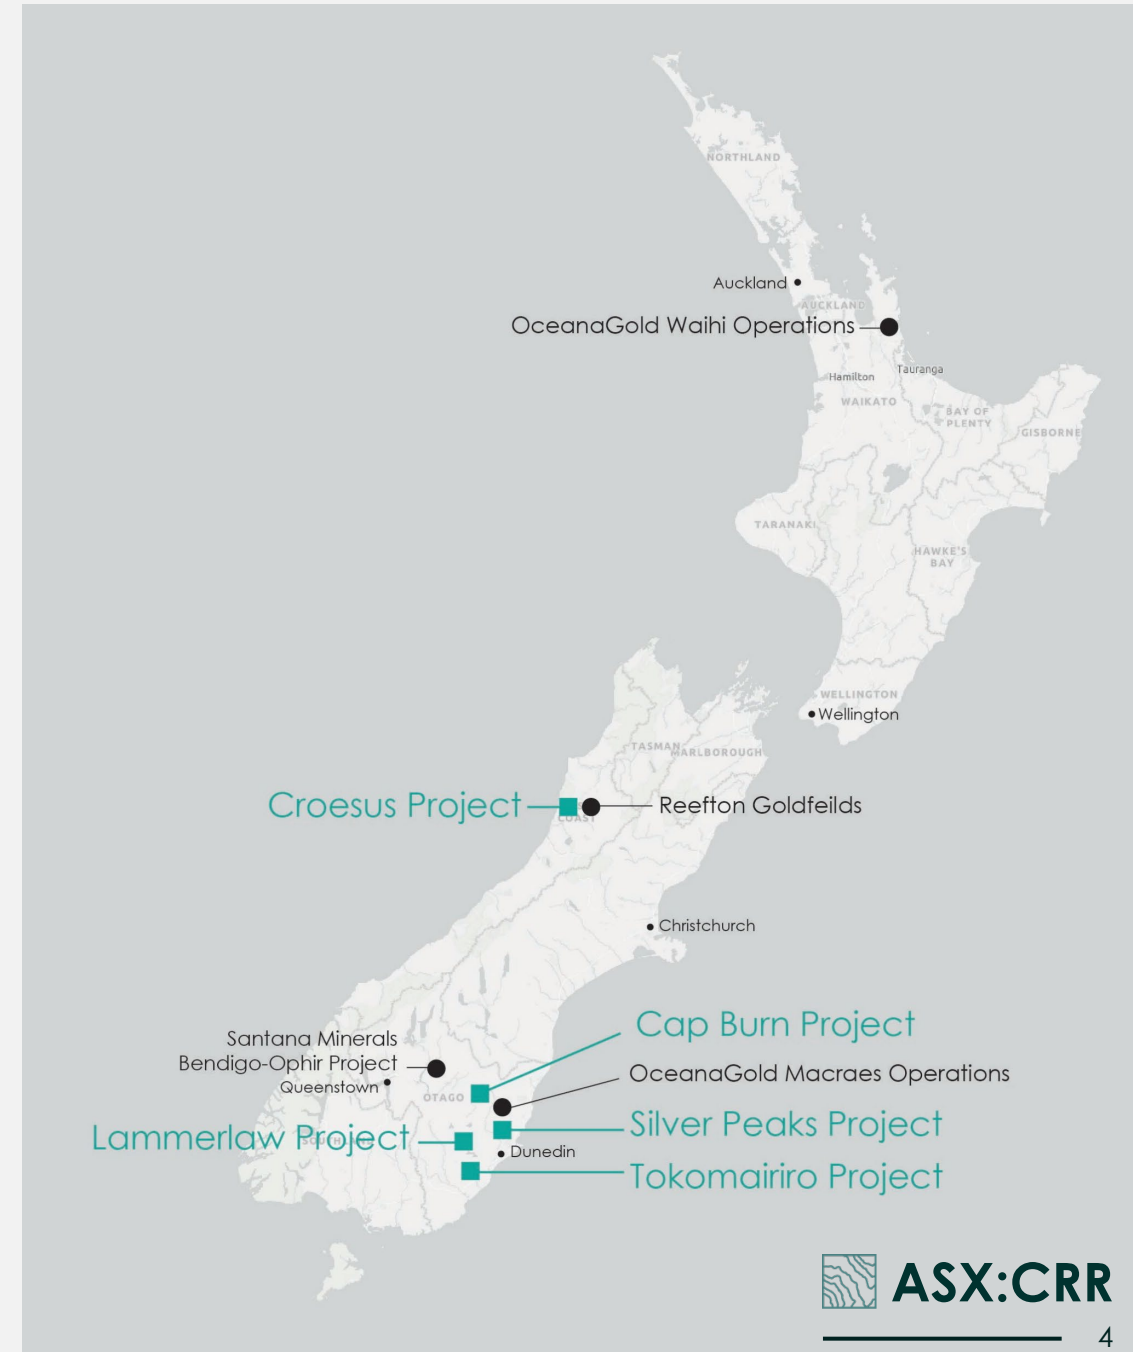 NORTHLAND
Auckland
AUCKLAND
OceanaGold Waihi Operations
Tauranga
Hamilton
WAIKATO
BAY OF
PLENTY
GISBORNE
TARANAKI
HAWKE'S
BAY
WELLINGTON
Wellington
TASMAN
MARLBOROUGH
Croesus Project
Reefton Goldfeilds
COAST
Christchurch
Cap Burn Project
Santana Minerals
Bendigo-Ophir Project
OceanaGold Macraes Operations
Queenstown
OTAGO
Silver Peaks Project
Lammerlaw Project
SOUTHLAND
Dunedin
Tokomairiro Project
ASX:CRR
4